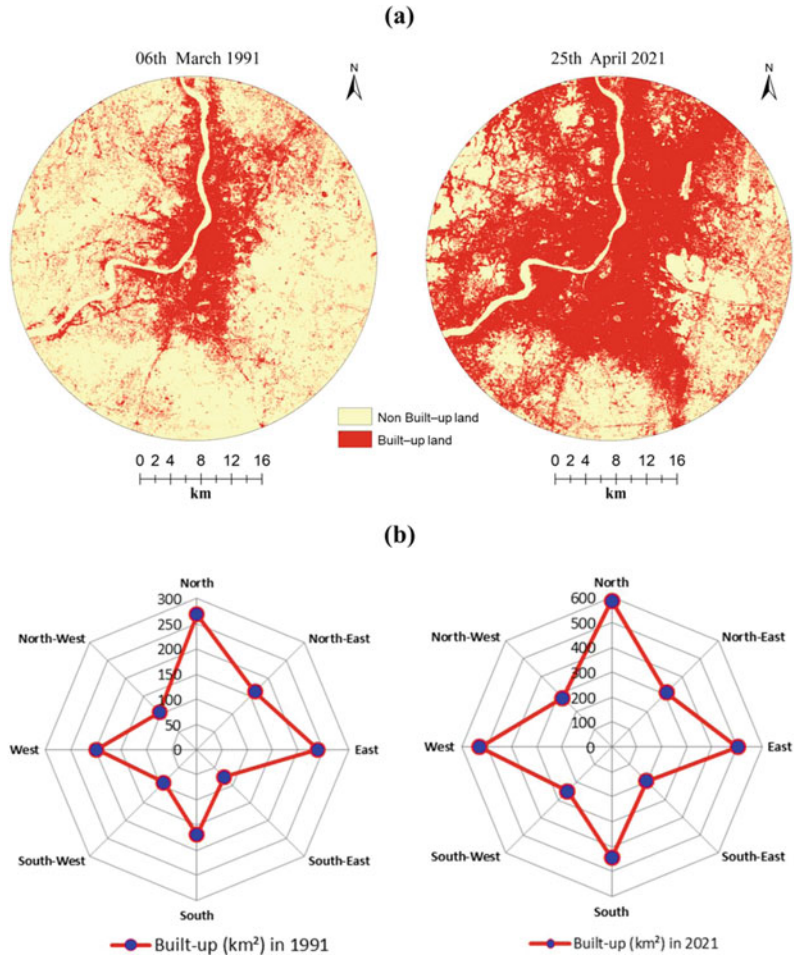 (a)
06th March 1991
25th April 2021
N
N
Non Built-up land
Built-up land
0 2 4 8 12 16
km
0 2 4 8 12 16
km
(b)
North
300
250
200
150
100
50
0
North-East
East
South-East
South
South-West
West
North-West
Built-up (km²) in 1991
North
600
500
400
300
200
100
0
North-East
East
South-East
South
South-West
West
North-West
Built-up (km²) in 2021